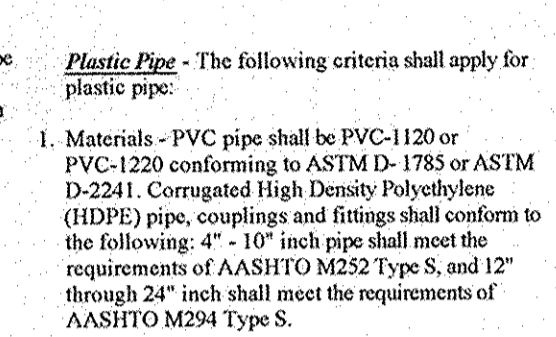 Plastic Pipe - The following criteria shall apply for
plastic pipe:
1. Materials - PVC pipe shall be PVC-1120 or
PVC-1220 conforming to ASTM D- 1785 or ASTM
D-2241. Corrugated High Density Polyethylene
(HDPE) pipe, couplings and fittings shall conform to
the following: 4" - 10" inch pipe shall meet the
requirements of AASHTO M252 Type S, and 12"
through 24" inch shall meet the requirements of
AASHTO M294 Type S.